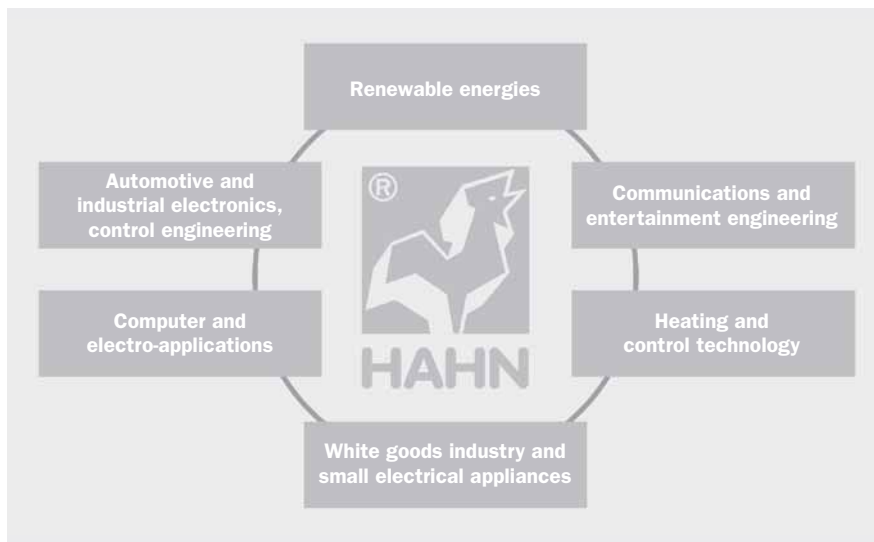 Renewable energies
Automotive and
industrial electronics,
control engineering
Communications and
entertainment engineering
®
HAHN
Computer and
electro-applications
Heating and
control technology
White goods industry and
small electrical appliances